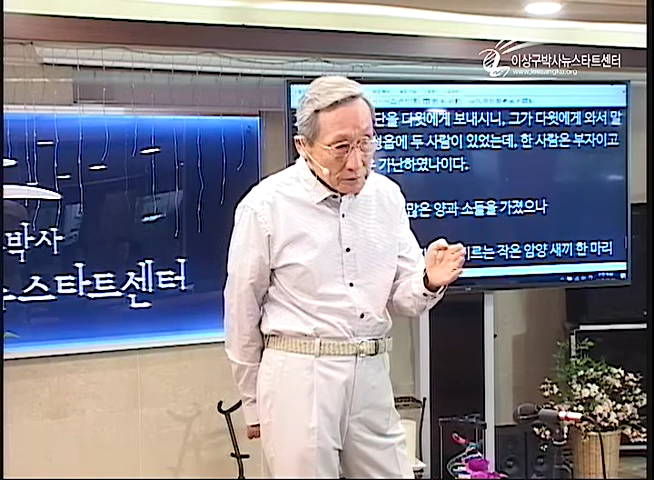 이상구박사뉴스타트센터
www.leesangku.org
단을 다윗에게 보내시니, 그가 다윗에게 와서 말
성읍에 두 사람이 있었는데, 한 사람은 부자이고
가난하였나이다.
많은 양과 소들을 가졌으나
기르는 작은 암양 새끼 한 마리
박사
뉴스타트센터